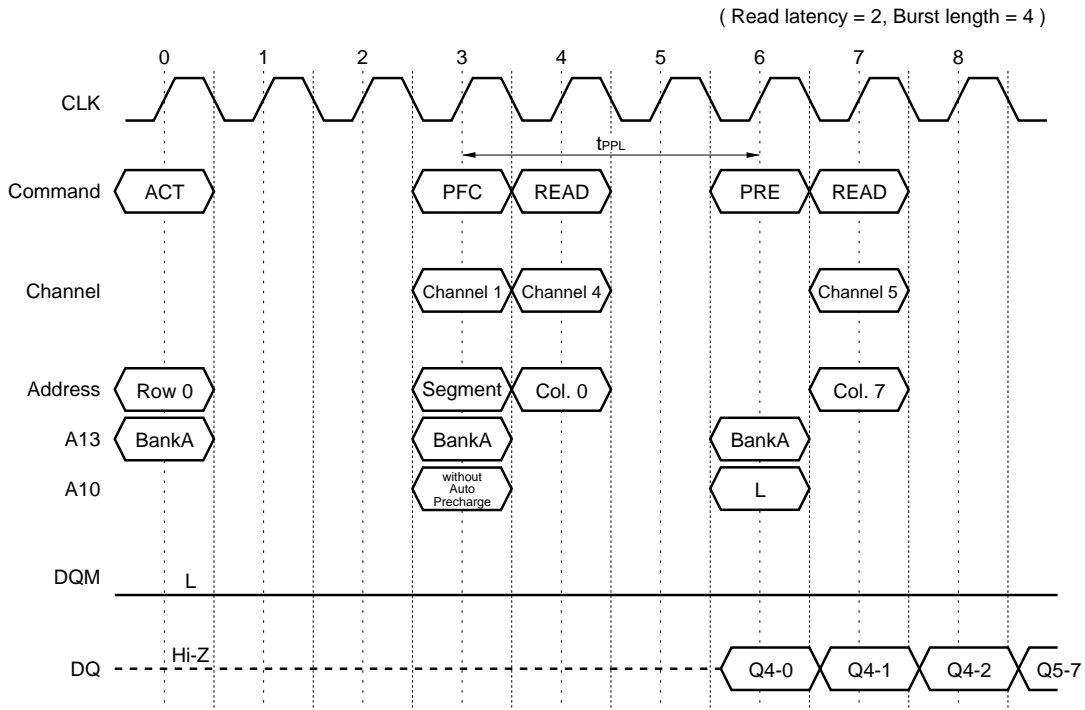 ( Read latency = 2, Burst length = 4 )
0 1 2 3 4 5 6 7 8
CLK
tPPL
Command ACT PFC READ PRE READ
Channel Channel 1 Channel 4 Channel 5
Address Row 0 Segment Col. 0 Col. 7
A13 BankA BankA BankA
A10 without Auto Precharge L
DQM L
DQ Hi-Z Q4-0 Q4-1 Q4-2 Q5-7